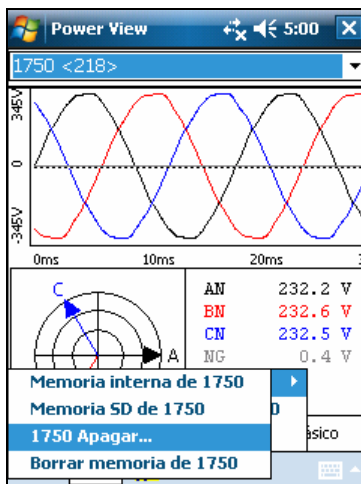 Power View 5:00
1750 <218>
345V
0
-345V
0ms 10ms 20ms
C
A
AN 232.2 V
BN 232.6 V
CN 232.5 V
NG 0.4 V
Memoria interna de 1750
Memoria SD de 1750
1750 Apagar...
Borrar memoria de 1750